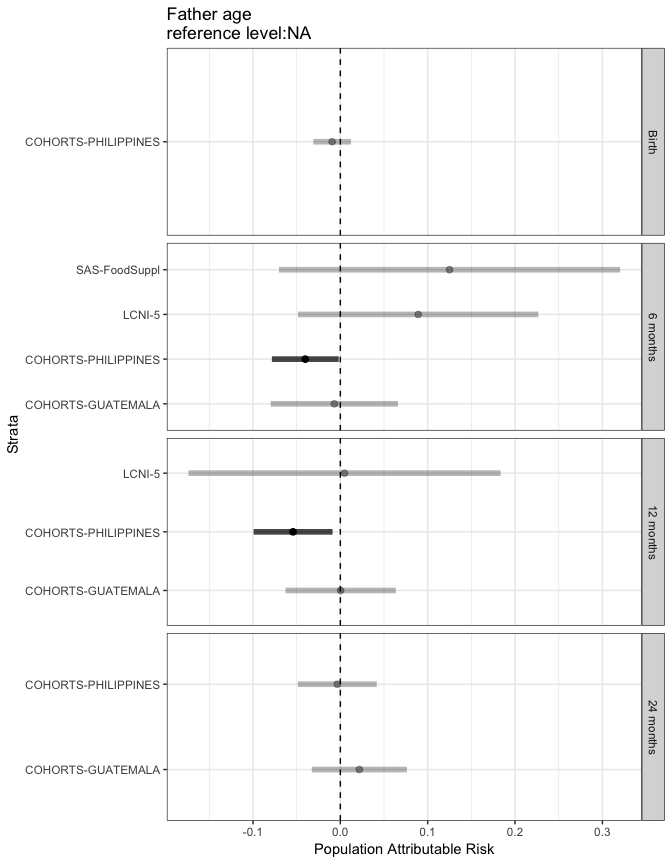 Father age
reference level:NA
COHORTS-PHILIPPINES
Birth
SAS-FoodSuppl
LCNI-5
COHORTS-PHILIPPINES
COHORTS-GUATEMALA
6 months
LCNI-5
COHORTS-PHILIPPINES
COHORTS-GUATEMALA
12 months
COHORTS-PHILIPPINES
COHORTS-GUATEMALA
24 months
Strata
-0.1 0.0 0.1 0.2 0.3
Population Attributable Risk